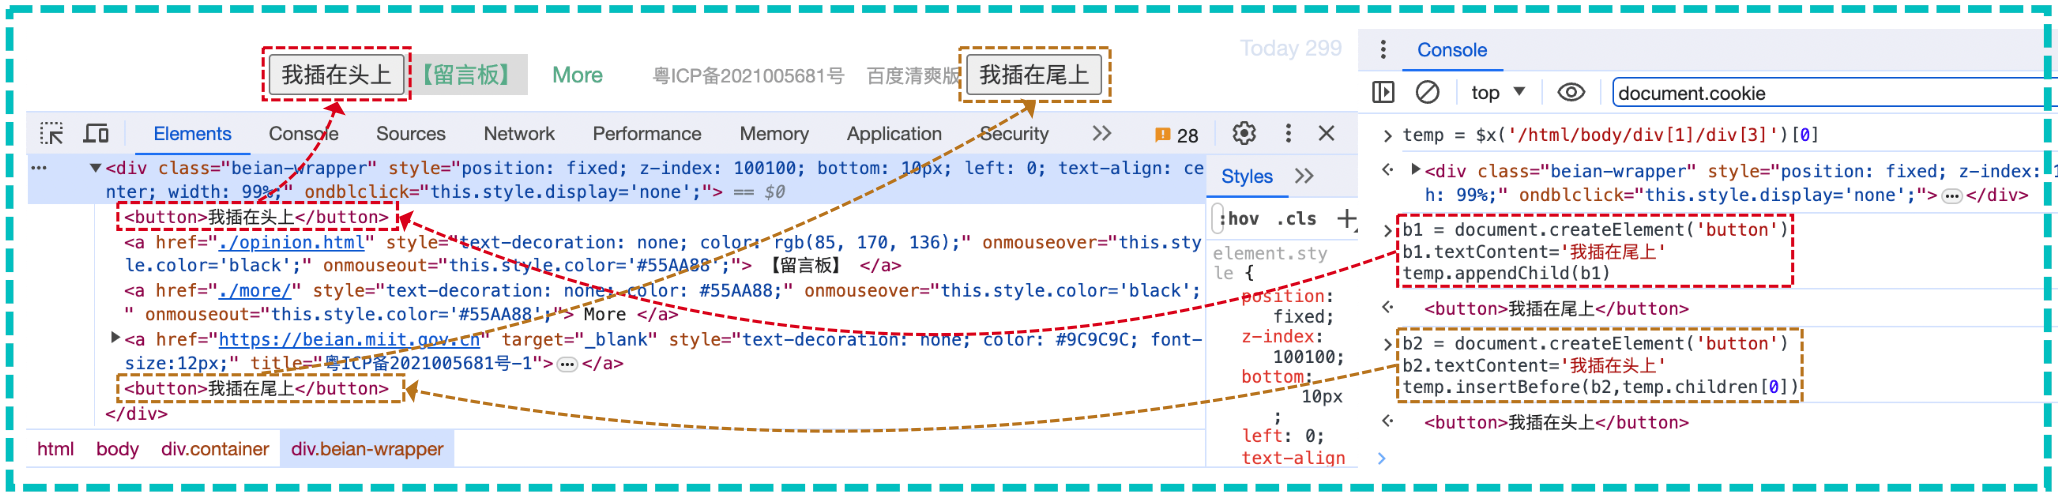 Today 299
我插在头上 【留言板】 More 粤ICP备2021005681号 百度清爽版 我插在尾上
Elements Console Sources Network Performance Memory Application Security 28
<div class="beian-wrapper" style="position: fixed; z-index: 100100; bottom: 10px; left: 0; text-align: ce
nter; width: 99%;" ondblclick="this.style.display='none';"> == $0
<button>我插在头上</button>
<a href="./opinion.html" style="text-decoration: none; color: rgb(85, 170, 136);" onmouseover="this.sty
le.color='black';" onmouseout="this.style.color='#55AA88';"> 【留言板】 </a>
<a href="./more/" style="text-decoration: none; color: #55AA88;" onmouseover="this.style.color='black';
" onmouseout="this.style.color='#55AA88';"> More </a>
<a href="https://beian.miit.gov.cn" target="_blank" style="text-decoration: none; color: #9C9C9C; font-
size:12px;" title="粤ICP备2021005681号-1">…</a>
<button>我插在尾上</button>
</div>
html body div.container div.beian-wrapper
Styles
:hov .cls
element.sty
le {
position:
fixed;
z-index:
100100;
bottom:
10px
;
left: 0;
text-align
Console
top document.cookie
temp = $x('/html/body/div[1]/div[3]')[0]
<div class="beian-wrapper" style="position: fixed; z-index: 1
h: 99%;" ondblclick="this.style.display='none';">…</div>
b1 = document.createElement('button')
b1.textContent='我插在尾上'
temp.appendChild(b1)
<button>我插在尾上</button>
b2 = document.createElement('button')
b2.textContent='我插在头上'
temp.insertBefore(b2,temp.children[0])
<button>我插在头上</button>